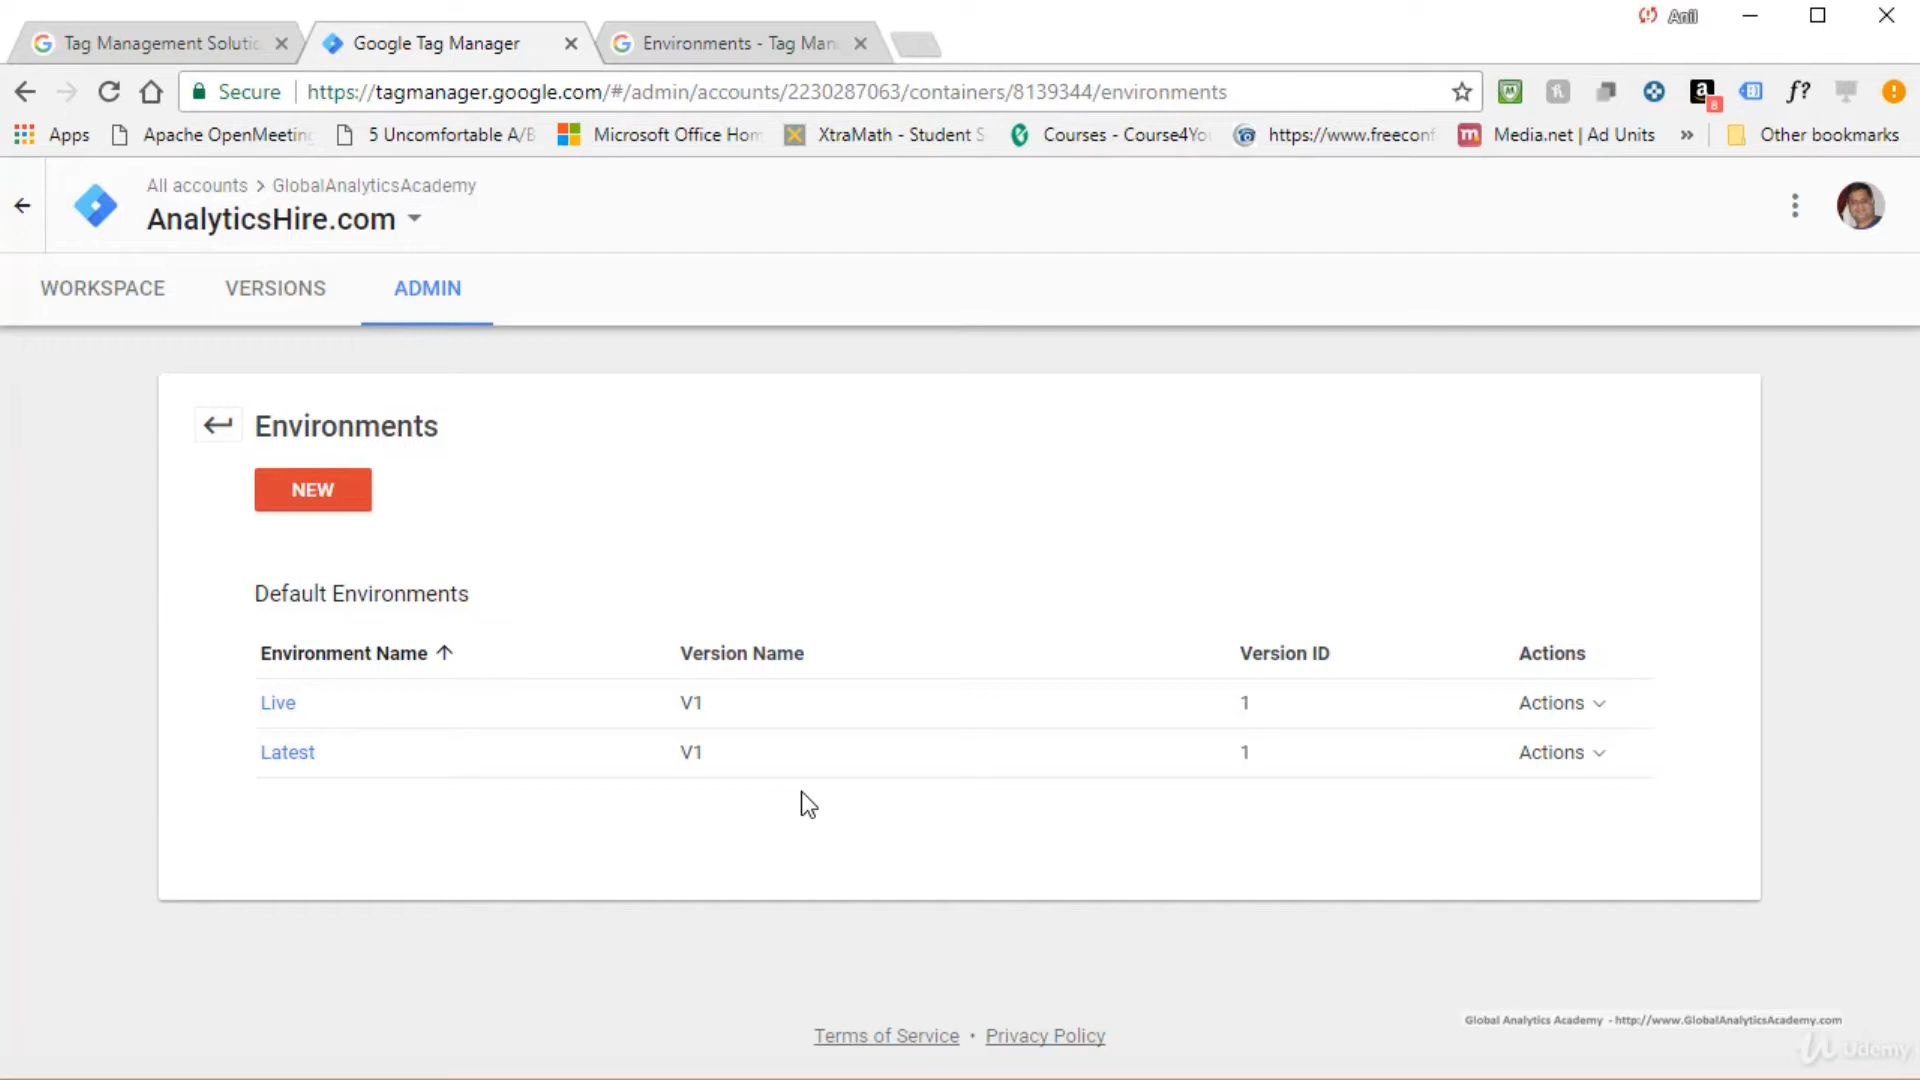 Anil
Tag Management Solutio
Google Tag Manager
Environments - Tag Man
Secure
https://tagmanager.google.com/#/admin/accounts/2230287063/containers/8139344/environments
a
8
f?
Apps
Apache OpenMeeting
5 Uncomfortable A/B
Microsoft Office Hom
XtraMath - Student S
Courses - Course4Yo
https://www.freeconf
m
Media.net | Ad Units
»
Other bookmarks
All accounts > GlobalAnalyticsAcademy
AnalyticsHire.com
WORKSPACE
VERSIONS
ADMIN
Environments
NEW
Default Environments
Environment Name
Version Name
Version ID
Actions
Live
V1
1
Actions
Latest
V1
1
Actions
Global Analytics Academy - http://www.GlobalAnalyticsAcademy.com
Terms of Service • Privacy Policy
Udemy